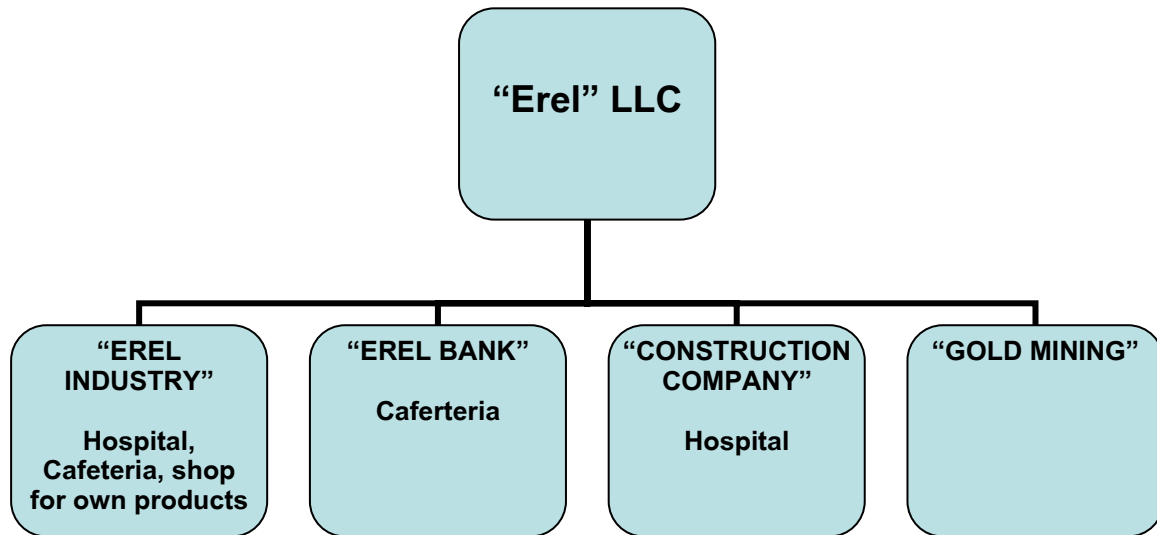 “Erel” LLC
“EREL
INDUSTRY”
Hospital,
Cafeteria, shop
for own products
“EREL BANK”
Caferteria
“CONSTRUCTION
COMPANY”
Hospital
“GOLD MINING”